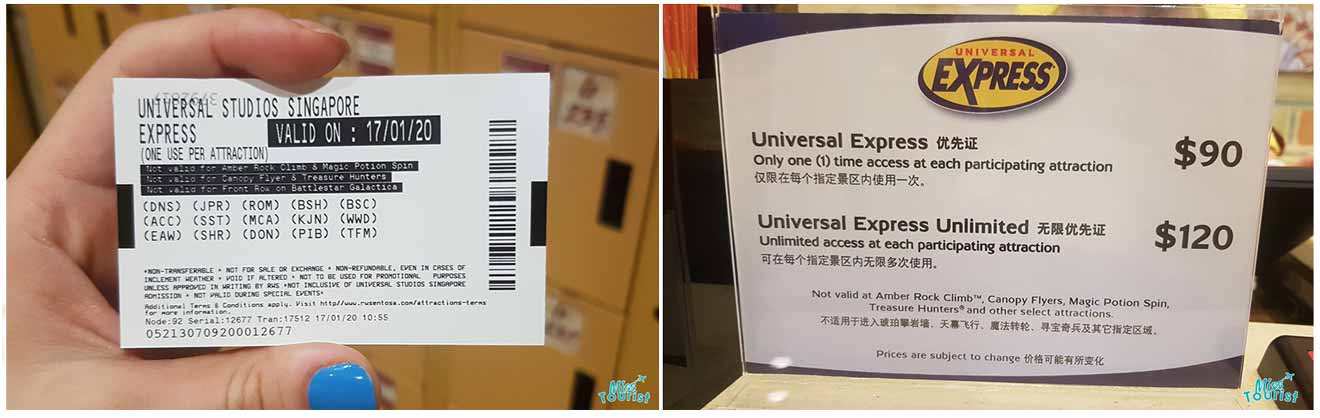 UNIVERSAL STUDIOS SINGAPORE
EXPRESS
VALID ON : 17/01/20
(ONE USE PER ATTRACTION)
Not valid for Amber Rock Climb & Magic Potion Spin
Not valid for Canopy Flyer & Treasure Hunters
Not valid for Front Row on Battlestar Galactica
(DNS) (JPR) (ROM) (BSH) (BSC)
(ACC) (SST) (MCA) (KJN) (WWD)
(EAW) (SHR) (DON) (PIB) (TFM)
*NON-TRANSFERABLE * NOT FOR SALE OR EXCHANGE * NON-REFUNDABLE, EVEN IN CASES OF
INCLEMENT WEATHER * VOID IF ALTERED * NOT TO BE USED FOR PROMOTIONAL PURPOSES
UNLESS APPROVED IN WRITING BY RWS *NOT INCLUSIVE OF UNIVERSAL STUDIOS SINGAPORE
ADMISSION * NOT VALID DURING SPECIAL EVENTS*
Additional Terms & Conditions apply. Visit http//www.rwsentosa.com/attractions-terms
for more information.
Node:92 Serial:12677 Tran:17512 17/01/20 10:55
052130709200012677
UNIVERSAL
EXPRESS
Universal Express 优先证 $90
Only one (1) time access at each participating attraction
仅限在每个指定景区内使用一次。
Universal Express Unlimited 无限优先证 $120
Unlimited access at each participating attraction
可在每个指定景区内无限多次使用。
Not valid at Amber Rock Climb™, Canopy Flyers, Magic Potion Spin,
Treasure Hunters® and other select attractions.
不适用于进入琥珀攀岩墙、天幕飞行、魔法转轮、寻宝奇兵及其它指定区域。
Prices are subject to change 价格可能有所变化
Miss
Tourist
Miss
Tourist